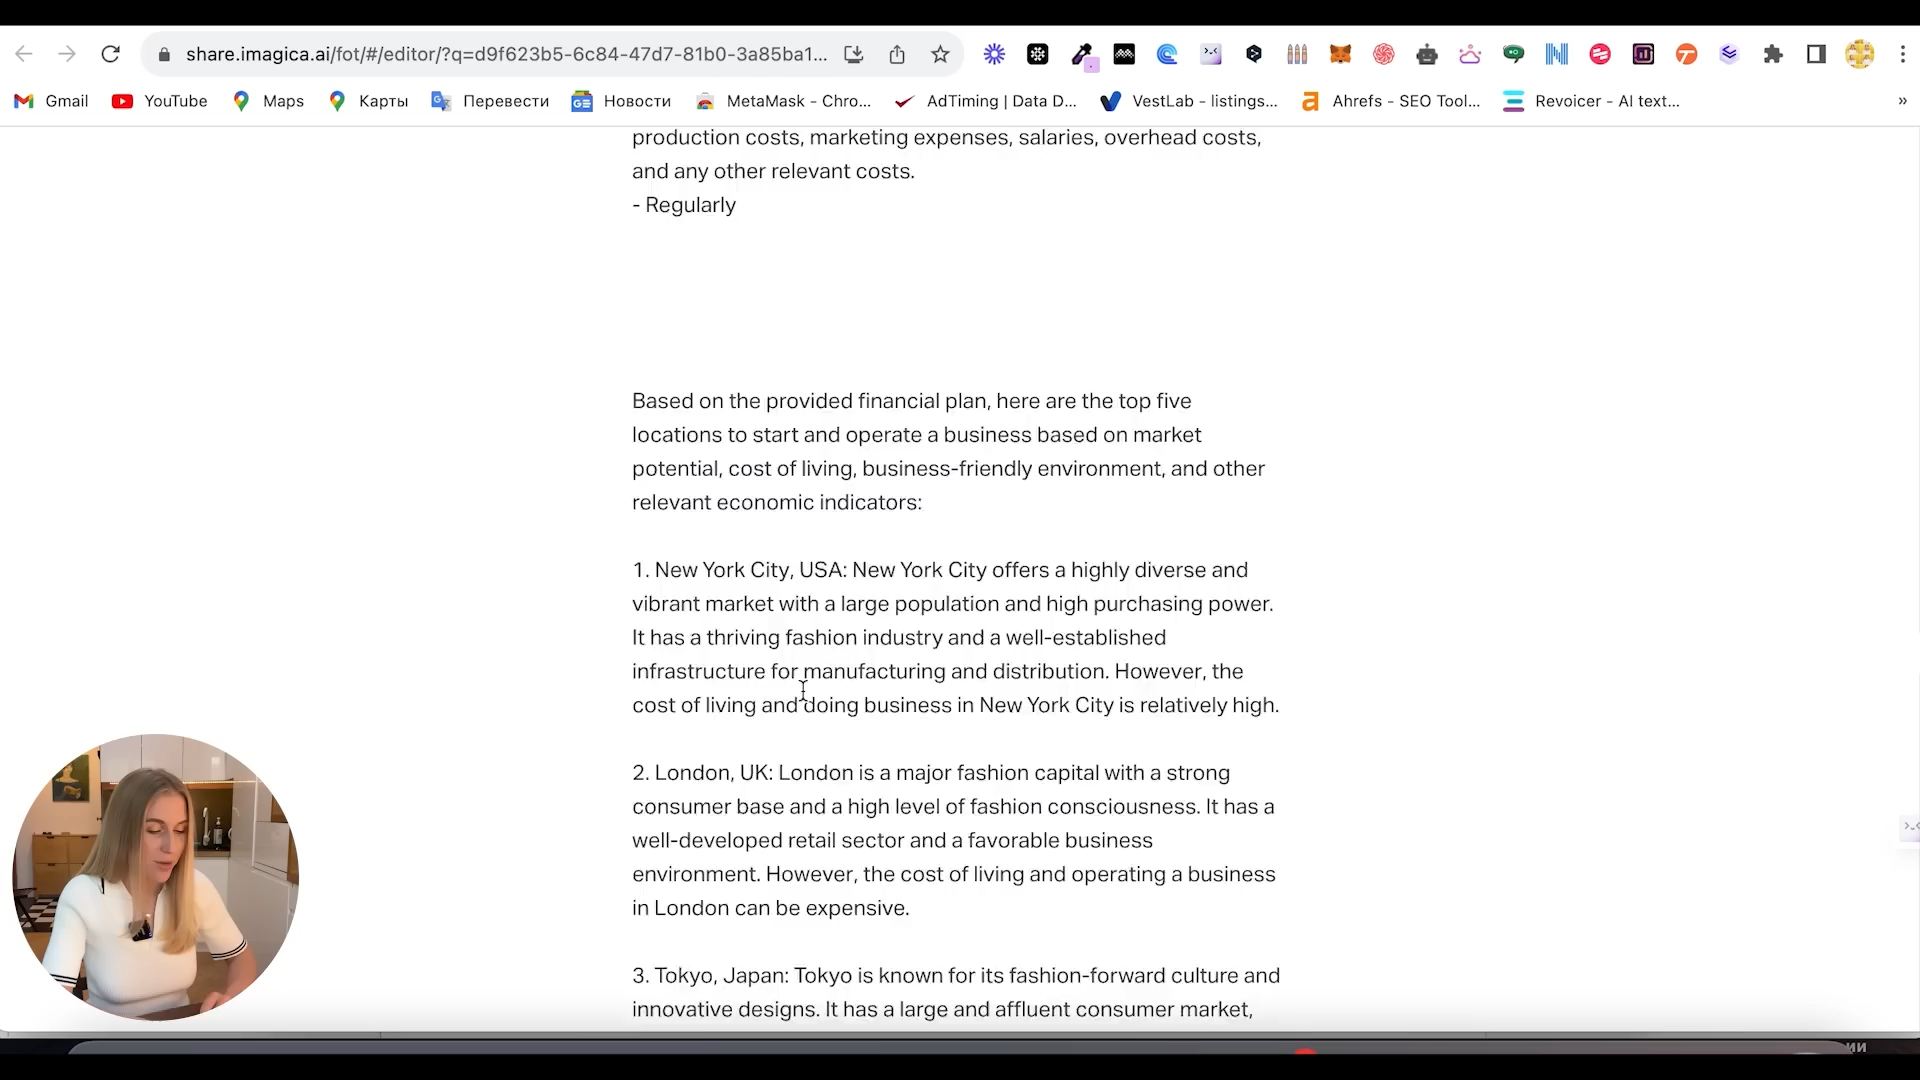 share.imagica.ai/fot/#/editor/?q=d9f623b5-6c84-47d7-81b0-3a85ba1...
Gmail YouTube Maps Карты Перевести Новости MetaMask - Chro... AdTiming | Data D... VestLab - listings... Ahrefs - SEO Tool... Revoicer - AI text... »
production costs, marketing expenses, salaries, overhead costs,
and any other relevant costs.
- Regularly
Based on the provided financial plan, here are the top five
locations to start and operate a business based on market
potential, cost of living, business-friendly environment, and other
relevant economic indicators:
1. New York City, USA: New York City offers a highly diverse and
vibrant market with a large population and high purchasing power.
It has a thriving fashion industry and a well-established
infrastructure for manufacturing and distribution. However, the
cost of living and doing business in New York City is relatively high.
2. London, UK: London is a major fashion capital with a strong
consumer base and a high level of fashion consciousness. It has a
well-developed retail sector and a favorable business
environment. However, the cost of living and operating a business
in London can be expensive.
3. Tokyo, Japan: Tokyo is known for its fashion-forward culture and
innovative designs. It has a large and affluent consumer market,